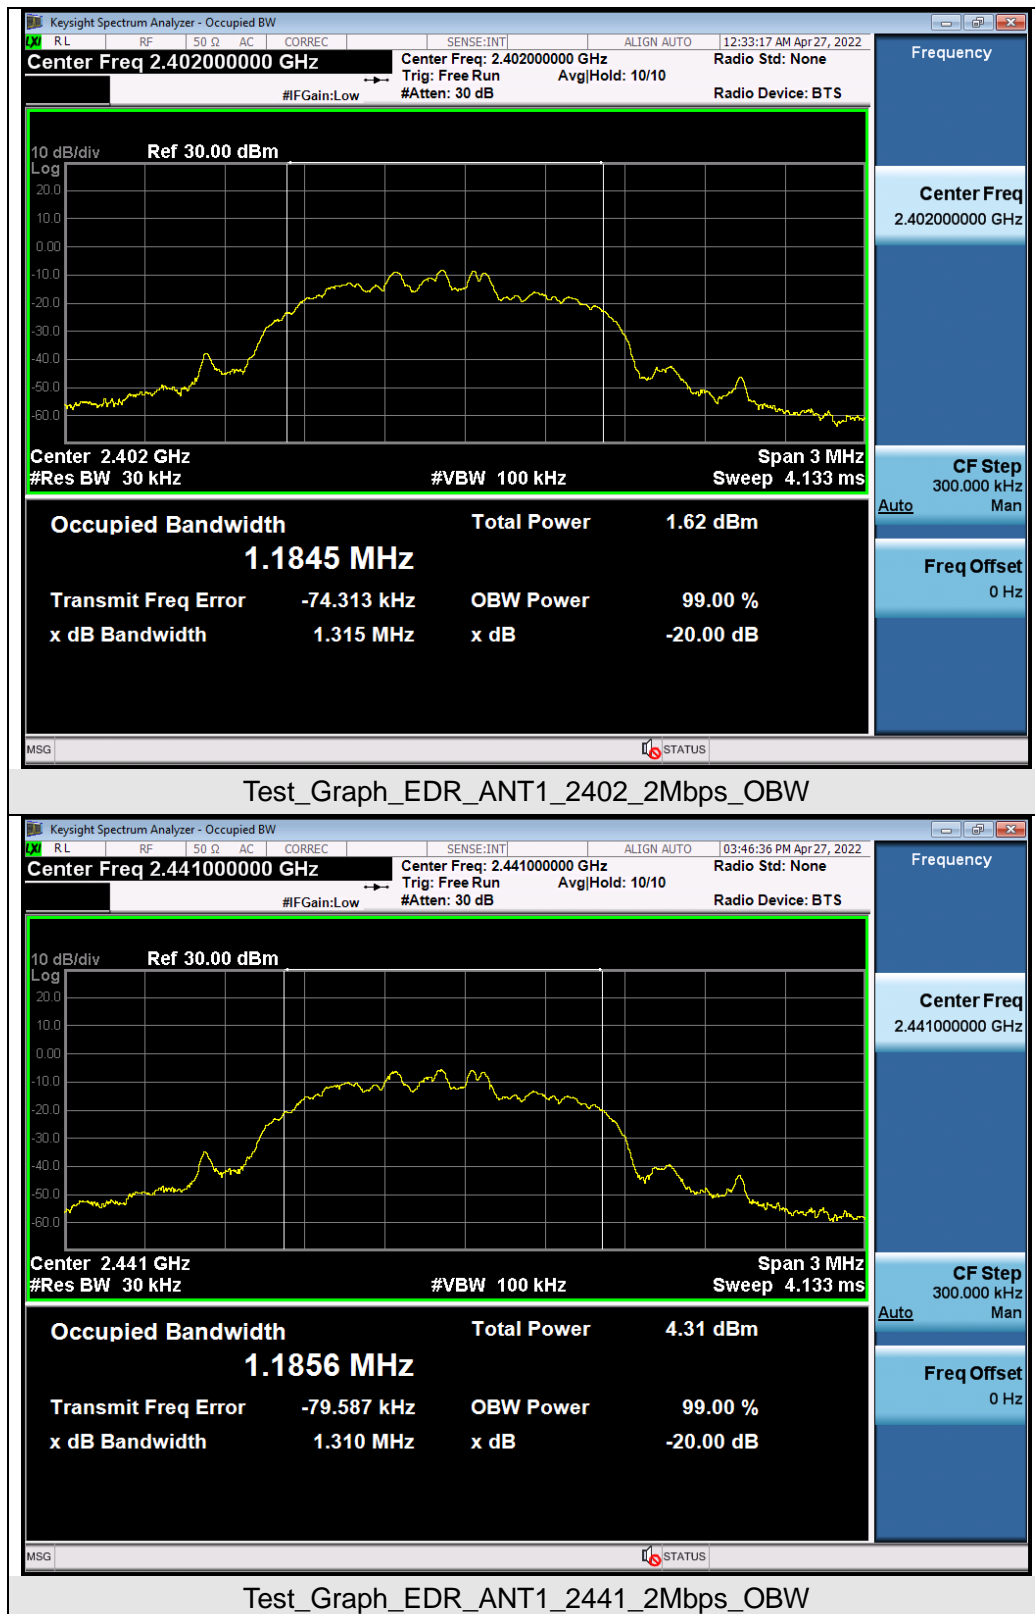 Keysight Spectrum Analyzer - Occupied BW
LXI RL RF 50 Ω AC CORREC SENSE:INT ALIGN AUTO 12:33:17 AM Apr 27, 2022
Center Freq 2.402000000 GHz
Center Freq: 2.402000000 GHz
Radio Std: None
Trig: Free Run Avg|Hold: 10/10
#IFGain:Low
#Atten: 30 dB
Radio Device: BTS
Frequency
10 dB/div Ref 30.00 dBm
Log
20.0
10.0
0.00
-10.0
-20.0
-30.0
-40.0
-50.0
-60.0
Center Freq
2.402000000 GHz
Center 2.402 GHz
Span 3 MHz
#Res BW 30 kHz
#VBW 100 kHz
Sweep 4.133 ms
CF Step
300.000 kHz
Auto Man
Freq Offset
0 Hz
Occupied Bandwidth
Total Power 1.62 dBm
1.1845 MHz
Transmit Freq Error -74.313 kHz OBW Power 99.00 %
x dB Bandwidth 1.315 MHz x dB -20.00 dB
MSG STATUS
Test_Graph_EDR_ANT1_2402_2Mbps_OBW
Keysight Spectrum Analyzer - Occupied BW
LXI RL RF 50 Ω AC CORREC SENSE:INT ALIGN AUTO 03:46:36 PM Apr 27, 2022
Center Freq 2.441000000 GHz
Center Freq: 2.441000000 GHz
Radio Std: None
Trig: Free Run Avg|Hold: 10/10
#IFGain:Low
#Atten: 30 dB
Radio Device: BTS
Frequency
10 dB/div Ref 30.00 dBm
Log
20.0
10.0
0.00
-10.0
-20.0
-30.0
-40.0
-50.0
-60.0
Center Freq
2.441000000 GHz
Center 2.441 GHz
Span 3 MHz
#Res BW 30 kHz
#VBW 100 kHz
Sweep 4.133 ms
CF Step
300.000 kHz
Auto Man
Freq Offset
0 Hz
Occupied Bandwidth
Total Power 4.31 dBm
1.1856 MHz
Transmit Freq Error -79.587 kHz OBW Power 99.00 %
x dB Bandwidth 1.310 MHz x dB -20.00 dB
MSG STATUS
Test_Graph_EDR_ANT1_2441_2Mbps_OBW